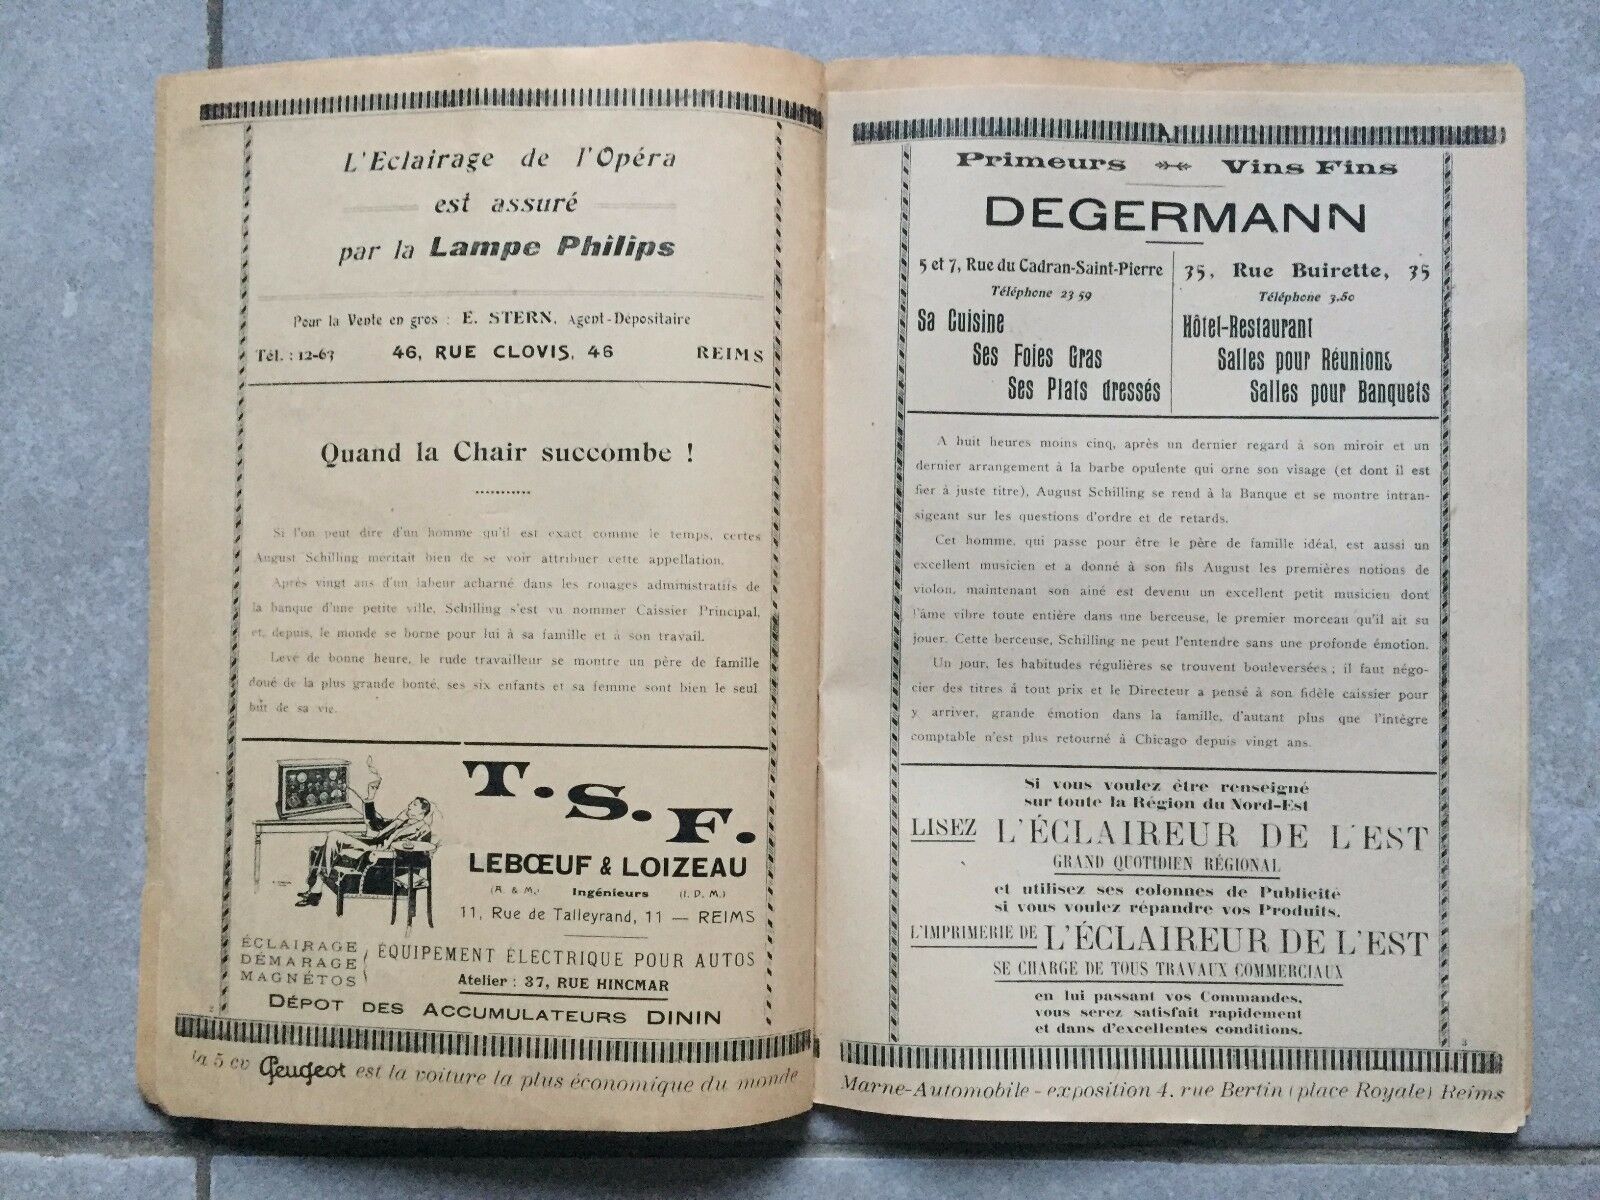 L'Eclairage de l'Opéra
est assuré
par la Lampe Philips
Pour la Vente en gros : E. STERN, Agent-Dépositaire
Tél. : 12-63 46, RUE CLOVIS, 46 REIMS
Quand la Chair succombe !
Si l'on peut dire d'un homme qu'il est exact comme le temps, certes
August Schilling méritait bien de se voir attribuer cette appellation.
Après vingt ans d'un labeur acharné dans les rouages administratifs de
la banque d'une petite ville, Schilling s'est vu nommer Caissier Principal,
et, depuis, le monde se borne pour lui à sa famille et à son travail.
Levé de bonne heure, le rude travailleur se montre un père de famille
doué de la plus grande bonté, ses six enfants et sa femme sont bien le seul
but de sa vie.
T.S.F.
LEBŒUF & LOIZEAU
(A. & M.) Ingénieurs (I. D. M.)
11, Rue de Talleyrand, 11 — REIMS
ÉCLAIRAGE
DÉMARAGE
MAGNÉTOS
ÉQUIPEMENT ÉLECTRIQUE POUR AUTOS
Atelier : 37, RUE HINCMAR
DÉPOT DES ACCUMULATEURS DININ
2
la 5 cv Peugeot est la voiture la plus économique du monde
Primeurs Vins Fins
DEGERMANN
5 et 7, Rue du Cadran-Saint-Pierre
Téléphone 23 59
Sa Cuisine
Ses Foies Gras
Ses Plats dressés
35, Rue Buirette, 35
Téléphone 3.60
Hôtel-Restaurant
Salles pour Réunions
Salles pour Banquets
A huit heures moins cinq, après un dernier regard à son miroir et un
dernier arrangement à la barbe opulente qui orne son visage (et dont il est
fier à juste titre), August Schilling se rend à la Banque et se montre intran-
sigeant sur les questions d'ordre et de retards.
Cet homme, qui passe pour être le père de famille idéal, est aussi un
excellent musicien et a donné à son fils August les premières notions de
violon, maintenant son ainé est devenu un excellent petit musicien dont
l'âme vibre toute entière dans une berceuse, le premier morceau qu'il ait su
jouer. Cette berceuse, Schilling ne peut l'entendre sans une profonde émotion.
Un jour, les habitudes régulières se trouvent bouleversées ; il faut négo-
cier des titres á tout prix et le Directeur a pensé à son fidèle caissier pour
y arriver, grande émotion dans la famille, d'autant plus que l'intègre
comptable n'est plus retourné à Chicago depuis vingt ans.
Si vous voulez être renseigné
sur toute la Région du Nord-Est
LISEZ L'ÉCLAIREUR DE L'EST
GRAND QUOTIDIEN RÉGIONAL
et utilisez ses colonnes de Publicité
si vous voulez répandre vos Produits.
L'IMPRIMERIE DE L'ÉCLAIREUR DE L'EST
SE CHARGE DE TOUS TRAVAUX COMMERCIAUX
en lui passant vos Commandes,
vous serez satisfait rapidement
et dans d'excellentes conditions.
3
Marne-Automobile - exposition 4, rue Bertin (place Royale) Reims